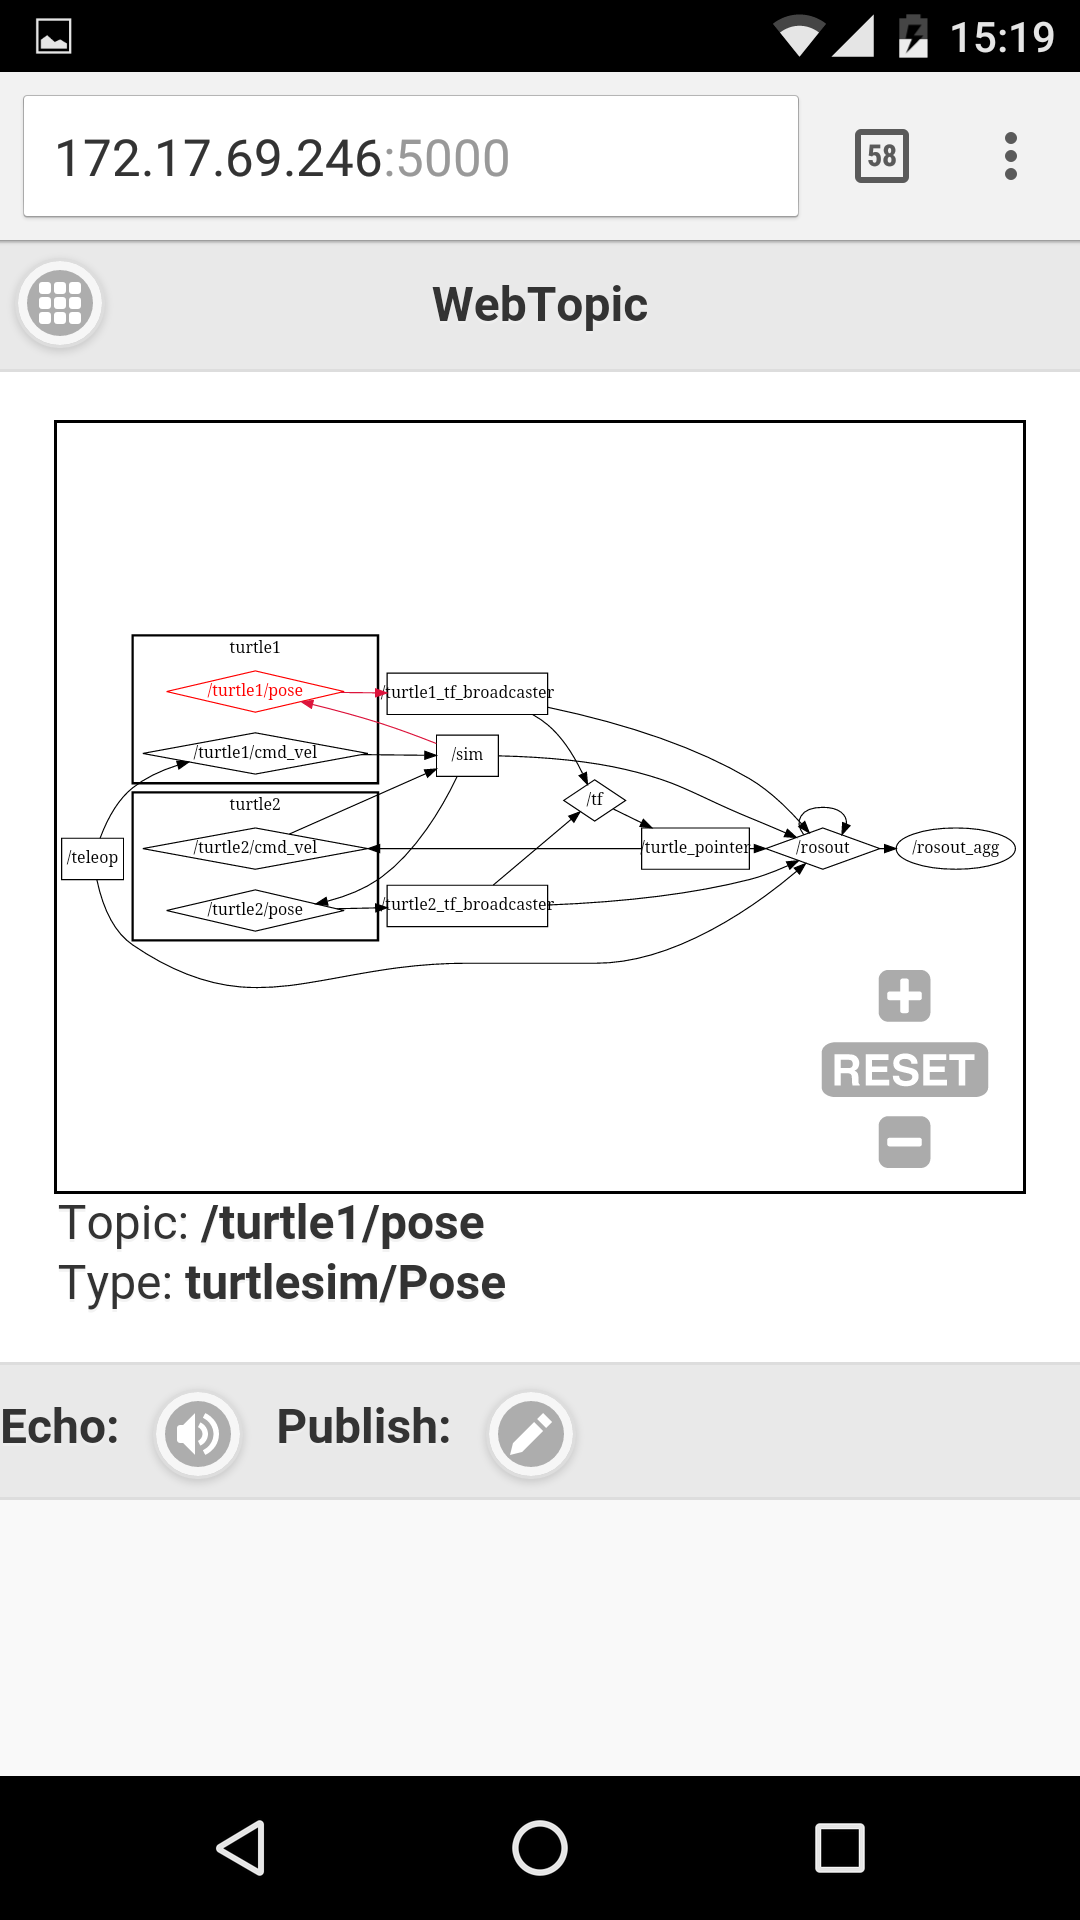 15:19
172.17.69.246:5000
58
WebTopic
turtle1
/turtle1/pose
/turtle1_tf_broadcaster
/turtle1/cmd_vel
/sim
turtle2
/tf
/teleop
/turtle2/cmd_vel
/turtle_pointer
/rosout
/rosout_agg
/turtle2/pose
/turtle2_tf_broadcaster
RESET
Topic: /turtle1/pose
Type: turtlesim/Pose
Echo: Publish: